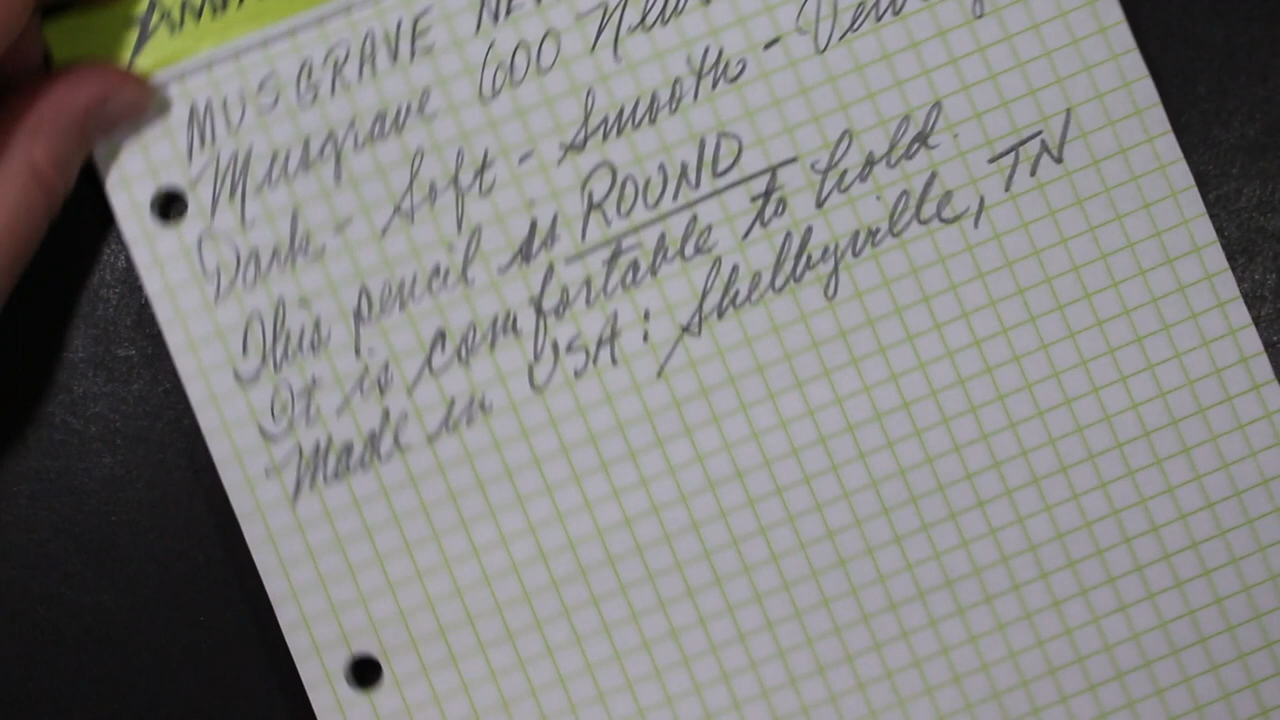 MUSGRAVE
Musgrave 600
Dark - Soft - Smooth -
This pencil is ROUND
It is comfortable to hold.
Made in USA: Shelbyville, TN